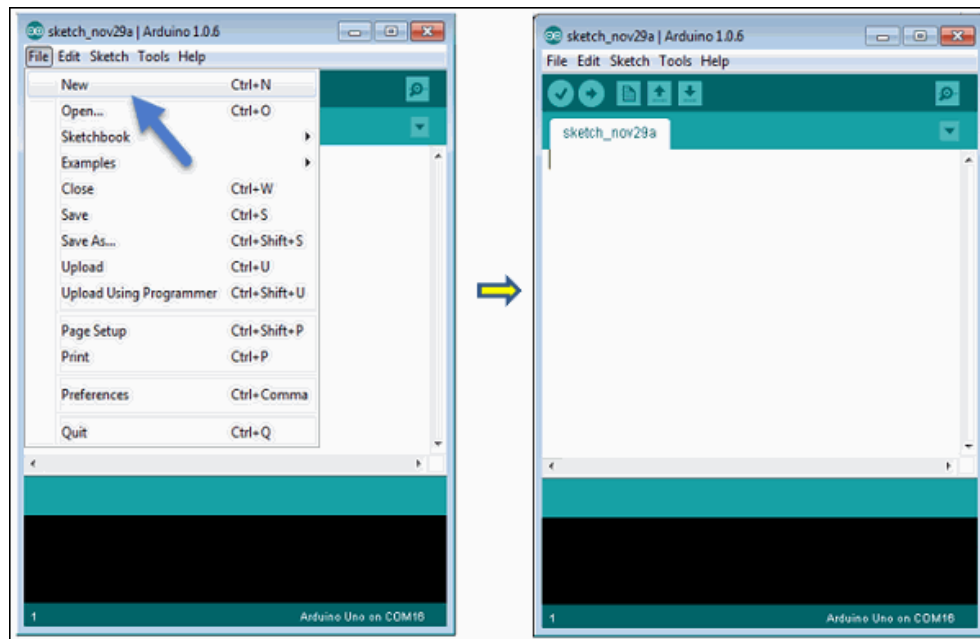 sketch_nov29a | Arduino 1.0.6
File Edit Sketch Tools Help
New Ctrl+N
Open... Ctrl+O
Sketchbook
Examples
Close Ctrl+W
Save Ctrl+S
Save As... Ctrl+Shift+S
Upload Ctrl+U
Upload Using Programmer Ctrl+Shift+U
Page Setup Ctrl+Shift+P
Print Ctrl+P
Preferences Ctrl+Comma
Quit Ctrl+Q
1 Arduino Uno on COM16
sketch_nov29a | Arduino 1.0.6
File Edit Sketch Tools Help
sketch_nov29a
1 Arduino Uno on COM16